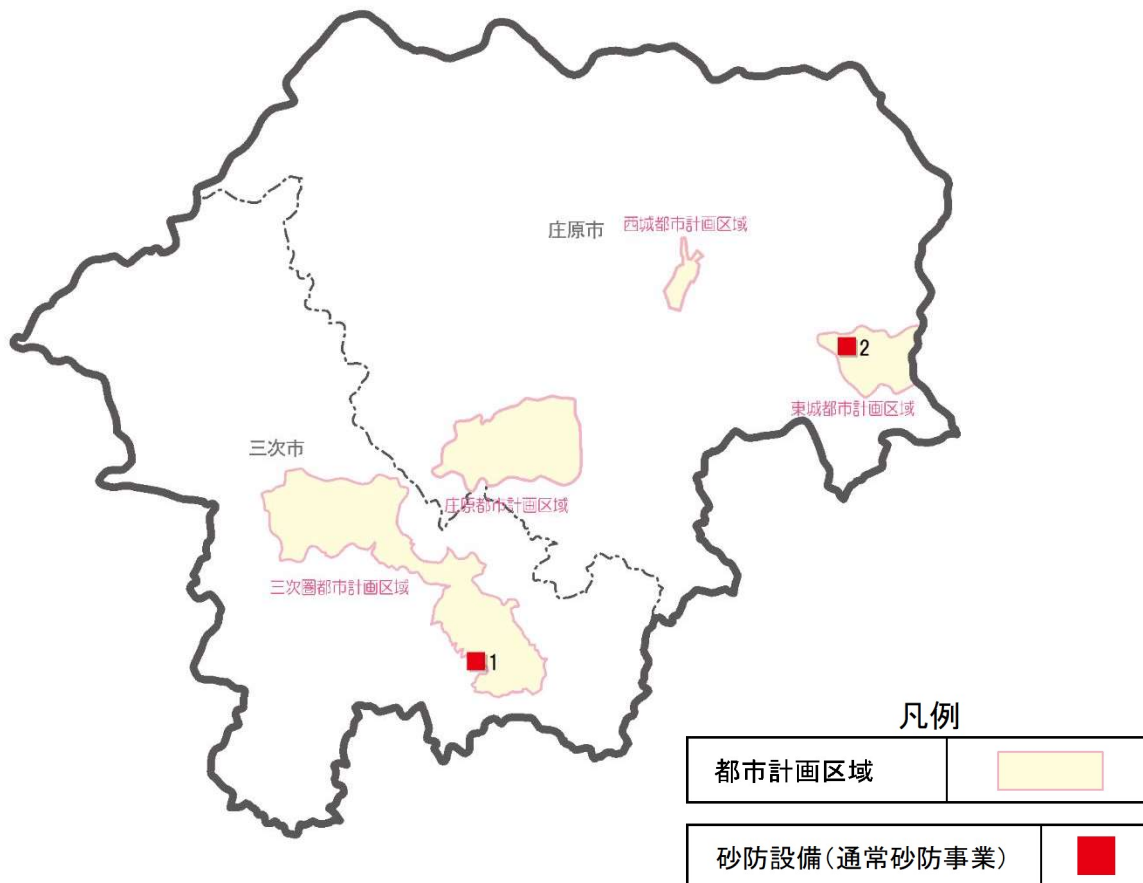 庄原市
西城都市計画区域
2
東城都市計画区域
三次市
庄原都市計画区域
三次圏都市計画区域
1
凡例
都市計画区域
砂防設備(通常砂防事業)